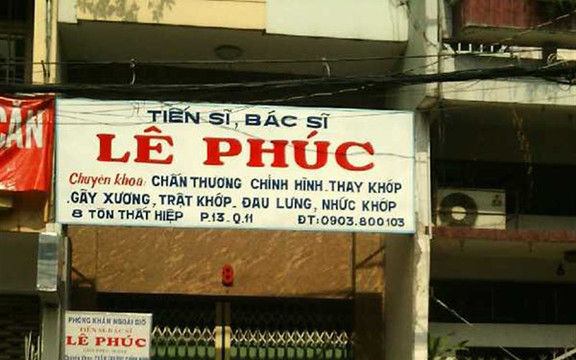 TIẾN SĨ, BÁC SĨ
LÊ PHÚC
Chuyên khoa: CHẤN THƯƠNG CHỈNH HÌNH. THAY KHỚP
.GÃY XƯƠNG, TRẬT KHỚP. ĐAU LƯNG, NHỨC KHỚP
8 TÔN THẤT HIỆP P.13.Q.11 ĐT:0903.800103
CẦN
8
PHÒNG KHÁM NGOÀI GIỜ
TIẾN SĨ-BÁC SĨ
LÊ PHÚC